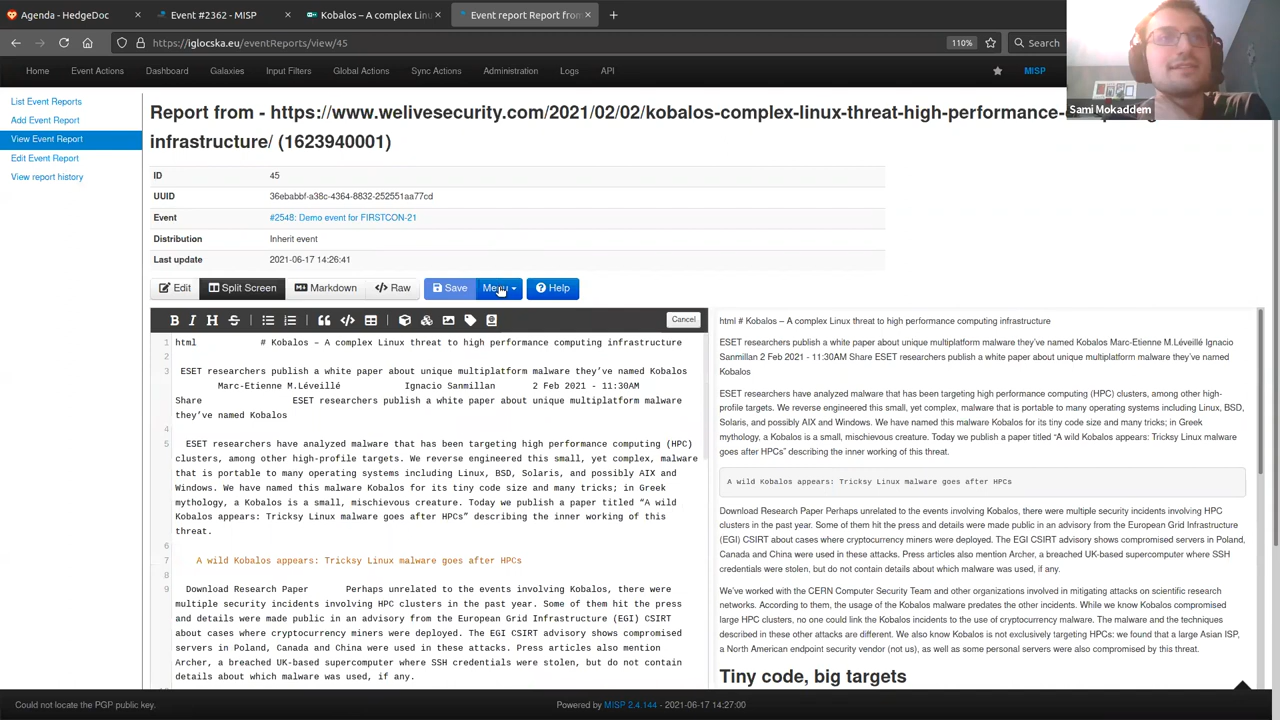 Agenda - HedgeDoc
Event #2362 - MISP
Kobalos – A complex Linu
Event report Report from
https://iglocska.eu/eventReports/view/45
110%
Search
Home
Event Actions
Dashboard
Galaxies
Input Filters
Global Actions
Sync Actions
Administration
Logs
API
MISP
Sami Mokaddem
List Event Reports
Add Event Report
View Event Report
Edit Event Report
View report history
Report from - https://www.welivesecurity.com/2021/02/02/kobalos-complex-linux-threat-high-performance-
infrastructure/ (1623940001)
ID 45
UUID 36ebabbf-a38c-4364-8832-252551aa77cd
Event #2548: Demo event for FIRSTCON-21
Distribution Inherit event
Last update 2021-06-17 14:26:41
Edit
Split Screen
Markdown
Raw
Save
Menu
Help
Cancel
1 html # Kobalos – A complex Linux threat to high performance computing infrastructure
2
3 ESET researchers publish a white paper about unique multiplatform malware they've named Kobalos
Marc-Etienne M.Léveillé Ignacio Sanmillan 2 Feb 2021 - 11:30AM
Share ESET researchers publish a white paper about unique multiplatform malware
they've named Kobalos
4
5 ESET researchers have analyzed malware that has been targeting high performance computing (HPC)
clusters, among other high-profile targets. We reverse engineered this small, yet complex, malware
that is portable to many operating systems including Linux, BSD, Solaris, and possibly AIX and
Windows. We have named this malware Kobalos for its tiny code size and many tricks; in Greek
mythology, a Kobalos is a small, mischievous creature. Today we publish a paper titled “A wild
Kobalos appears: Tricksy Linux malware goes after HPCs” describing the inner working of this
threat.
6
7 A wild Kobalos appears: Tricksy Linux malware goes after HPCs
8
9 Download Research Paper Perhaps unrelated to the events involving Kobalos, there were
multiple security incidents involving HPC clusters in the past year. Some of them hit the press
and details were made public in an advisory from the European Grid Infrastructure (EGI) CSIRT
about cases where cryptocurrency miners were deployed. The EGI CSIRT advisory shows compromised
servers in Poland, Canada and China were used in these attacks. Press articles also mention
Archer, a breached UK-based supercomputer where SSH credentials were stolen, but do not contain
details about which malware was used, if any.
html # Kobalos – A complex Linux threat to high performance computing infrastructure
ESET researchers publish a white paper about unique multiplatform malware they've named Kobalos Marc-Etienne M.Léveillé Ignacio
Sanmillan 2 Feb 2021 - 11:30AM Share ESET researchers publish a white paper about unique multiplatform malware they've named
Kobalos
ESET researchers have analyzed malware that has been targeting high performance computing (HPC) clusters, among other high-
profile targets. We reverse engineered this small, yet complex, malware that is portable to many operating systems including Linux, BSD,
Solaris, and possibly AIX and Windows. We have named this malware Kobalos for its tiny code size and many tricks; in Greek
mythology, a Kobalos is a small, mischievous creature. Today we publish a paper titled “A wild Kobalos appears: Tricksy Linux malware
goes after HPCs” describing the inner working of this threat.
A wild Kobalos appears: Tricksy Linux malware goes after HPCs
Download Research Paper Perhaps unrelated to the events involving Kobalos, there were multiple security incidents involving HPC
clusters in the past year. Some of them hit the press and details were made public in an advisory from the European Grid Infrastructure
(EGI) CSIRT about cases where cryptocurrency miners were deployed. The EGI CSIRT advisory shows compromised servers in Poland,
Canada and China were used in these attacks. Press articles also mention Archer, a breached UK-based supercomputer where SSH
credentials were stolen, but do not contain details about which malware was used, if any.
We've worked with the CERN Computer Security Team and other organizations involved in mitigating attacks on scientific research
networks. According to them, the usage of the Kobalos malware predates the other incidents. While we know Kobalos compromised
large HPC clusters, no one could link the Kobalos incidents to the use of cryptocurrency malware. The malware and the techniques
described in these other attacks are different. We also know Kobalos is not exclusively targeting HPCs: we found that a large Asian ISP,
a North American endpoint security vendor (not us), as well as some personal servers were also compromised by this threat.
Tiny code, big targets
Could not locate the PGP public key.
Powered by MISP 2.4.144 - 2021-06-17 14:27:00